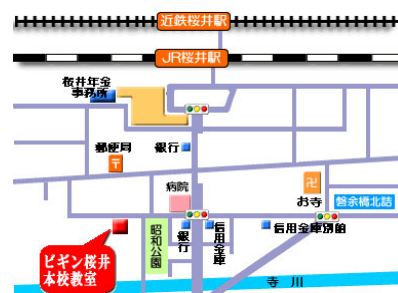 近鉄桜井駅
JR桜井駅
桜井年金
事務所
郵便局
〒
銀行
病院
卍
お寺
磐余橋北詰
昭和公園
銀行
信用金庫
信用金庫別館
ビギン桜井
本校教室
寺川